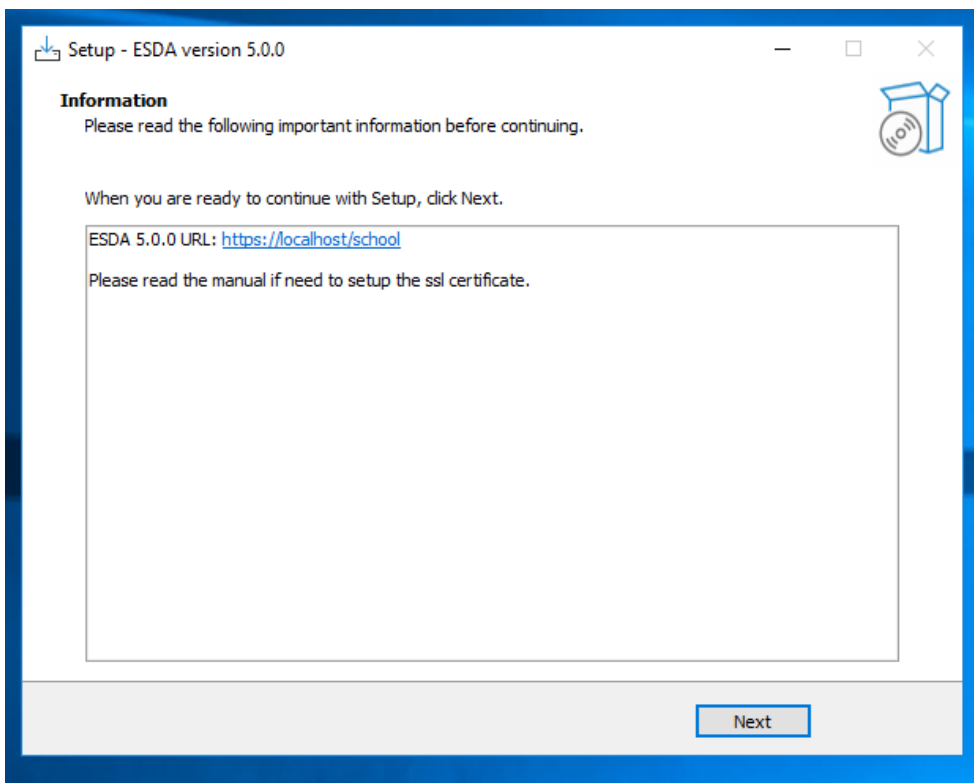 Setup - ESDA version 5.0.0
Information
Please read the following important information before continuing.
When you are ready to continue with Setup, click Next.
ESDA 5.0.0 URL: https://localhost/school
Please read the manual if need to setup the ssl certificate.
Next